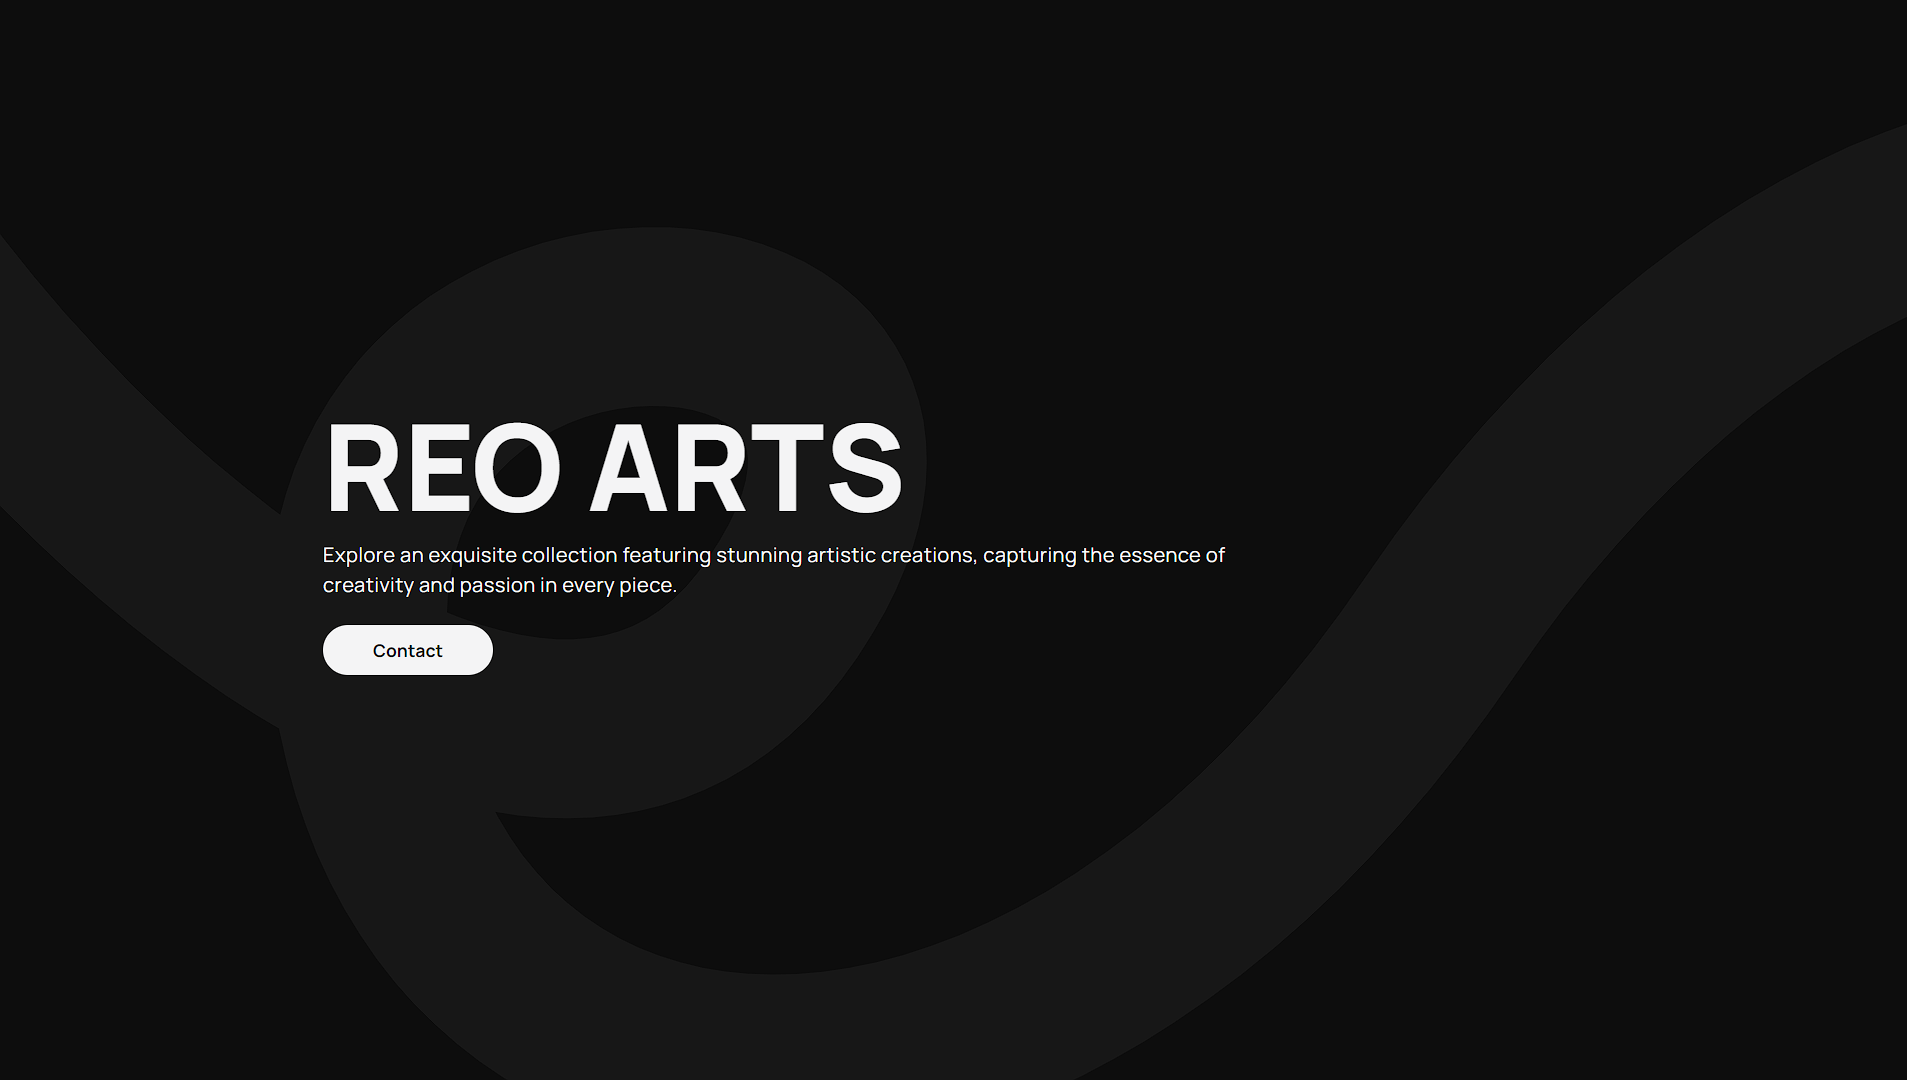 REO ARTS
Explore an exquisite collection featuring stunning artistic creations, capturing the essence of
creativity and passion in every piece.
Contact